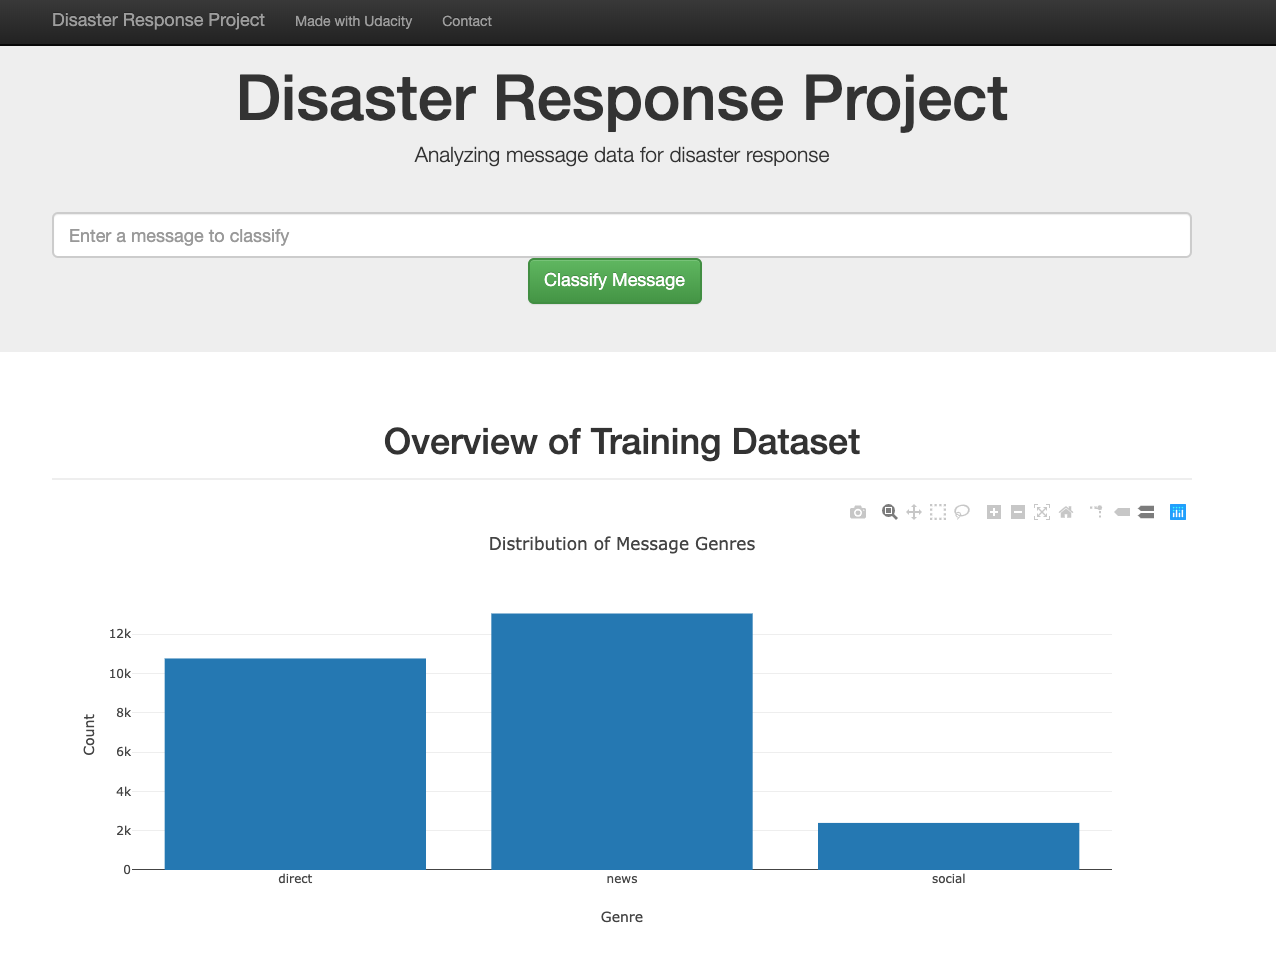 Disaster Response Project Made with Udacity Contact
Disaster Response Project
Analyzing message data for disaster response
Enter a message to classify
Classify Message
Overview of Training Dataset
Distribution of Message Genres
12k
10k
8k
6k
4k
2k
0
Count
direct news social
Genre